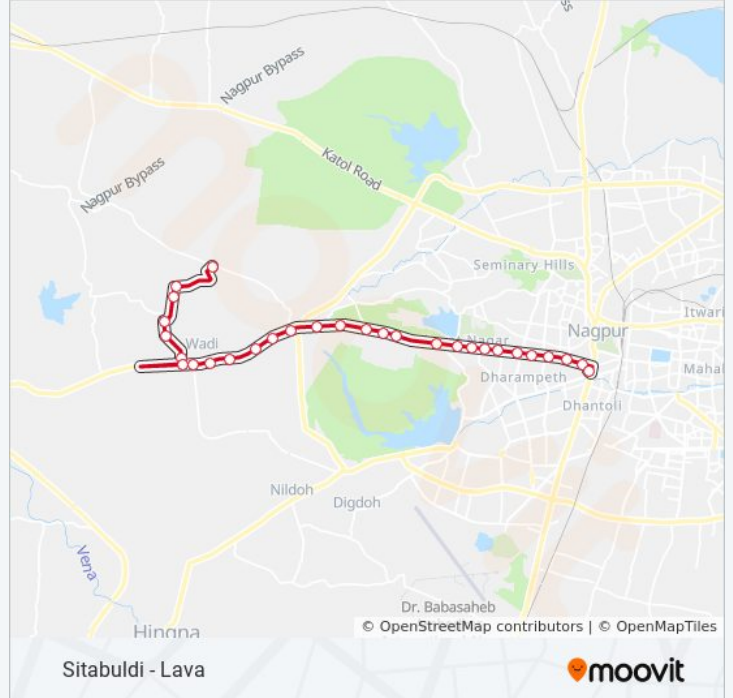 Nagpur Bypass
Katol Road
Nagpur Bypass
Seminary Hills
Itwari
Nagpur
Wadi
Nagar
Mahal
Dharampeth
Dhantoli
Nildoh
Digdoh
Vena
Dr. Babasaheb
Hingna
© OpenStreetMap contributors | © OpenMapTiles
Sitabuldi - Lava
moovit